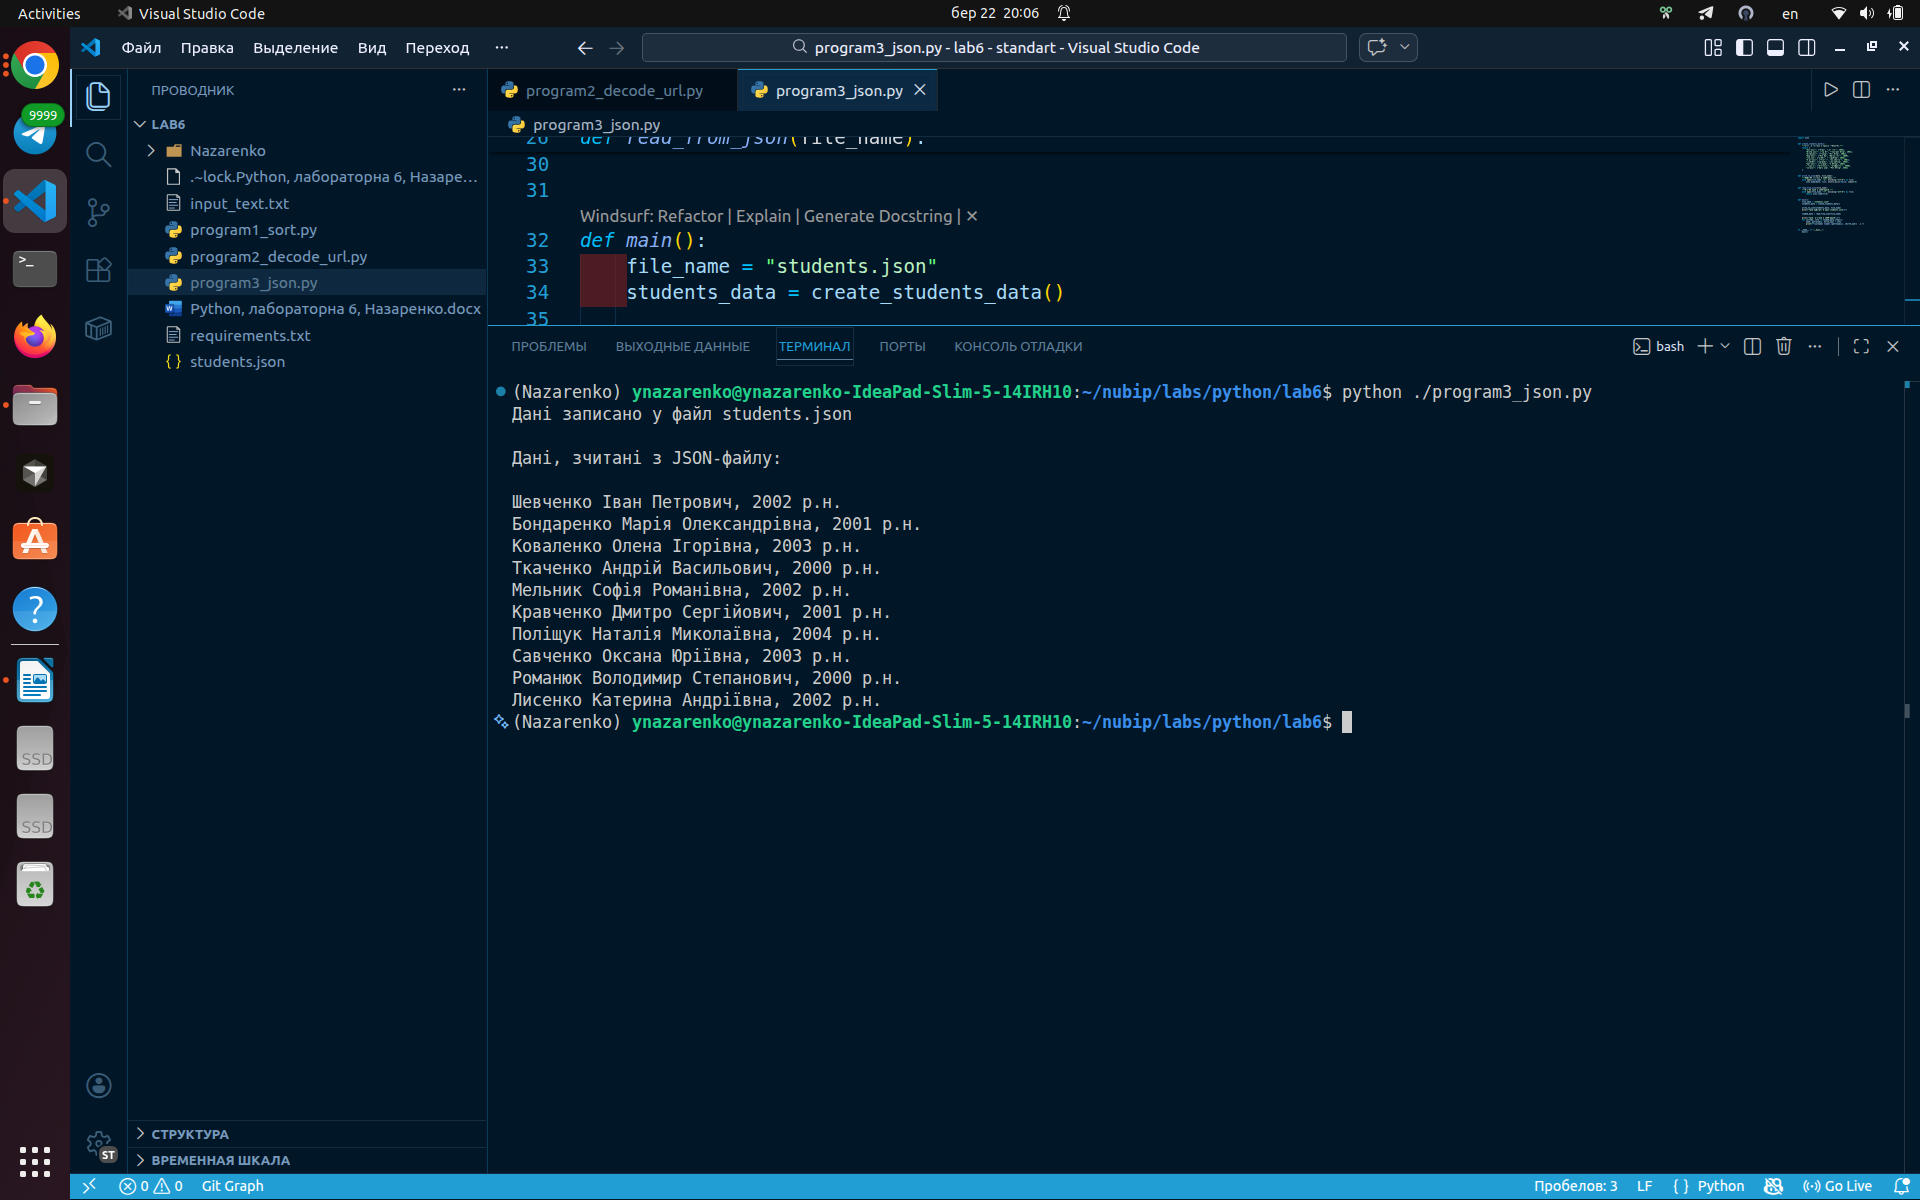 Activities
Visual Studio Code
бер 22 20:06
en
9999
Файл Правка Выделение Вид Переход ···
program3_json.py - lab6 - standart - Visual Studio Code
ПРОВОДНИК
LAB6
Nazarenko
.~lock.Python, лабораторна 6, Назаре...
input_text.txt
program1_sort.py
program2_decode_url.py
program3_json.py
Python, лабораторна 6, Назаренко.docx
requirements.txt
students.json
СТРУКТУРА
ВРЕМЕННАЯ ШКАЛА
program2_decode_url.py
program3_json.py
program3_json.py
26 def read_from_json(file_name):
30
31
Windsurf: Refactor | Explain | Generate Docstring | ✕
32 def main():
33 file_name = "students.json"
34 students_data = create_students_data()
35
ПРОБЛЕМЫ ВЫХОДНЫЕ ДАННЫЕ ТЕРМИНАЛ ПОРТЫ КОНСОЛЬ ОТЛАДКИ
bash
(Nazarenko) ynazarenko@ynazarenko-IdeaPad-Slim-5-14IRH10:~/nubip/labs/python/lab6$ python ./program3_json.py
Дані записано у файл students.json
Дані, зчитані з JSON-файлу:
Шевченко Іван Петрович, 2002 р.н.
Бондаренко Марія Олександрівна, 2001 р.н.
Коваленко Олена Ігорівна, 2003 р.н.
Ткаченко Андрій Васильович, 2000 р.н.
Мельник Софія Романівна, 2002 р.н.
Кравченко Дмитро Сергійович, 2001 р.н.
Поліщук Наталія Миколаївна, 2004 р.н.
Савченко Оксана Юріївна, 2003 р.н.
Романюк Володимир Степанович, 2000 р.н.
Лисенко Катерина Андріївна, 2002 р.н.
(Nazarenko) ynazarenko@ynazarenko-IdeaPad-Slim-5-14IRH10:~/nubip/labs/python/lab6$
SSD
SSD
ST
0 0 Git Graph
Пробелов: 3 LF { } Python Go Live